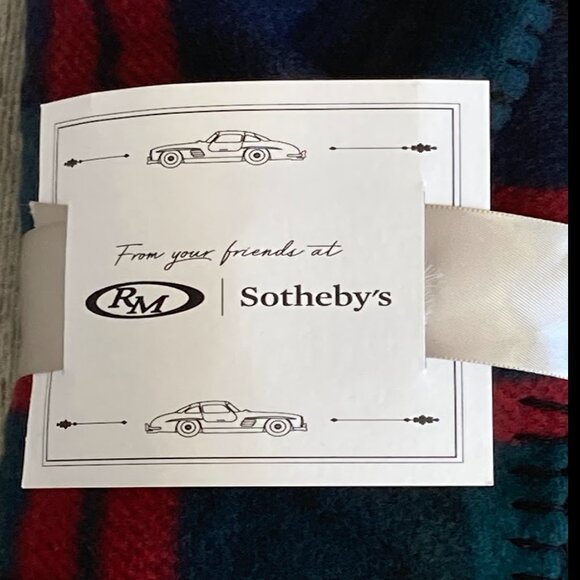 From your friends at
RM | Sotheby's